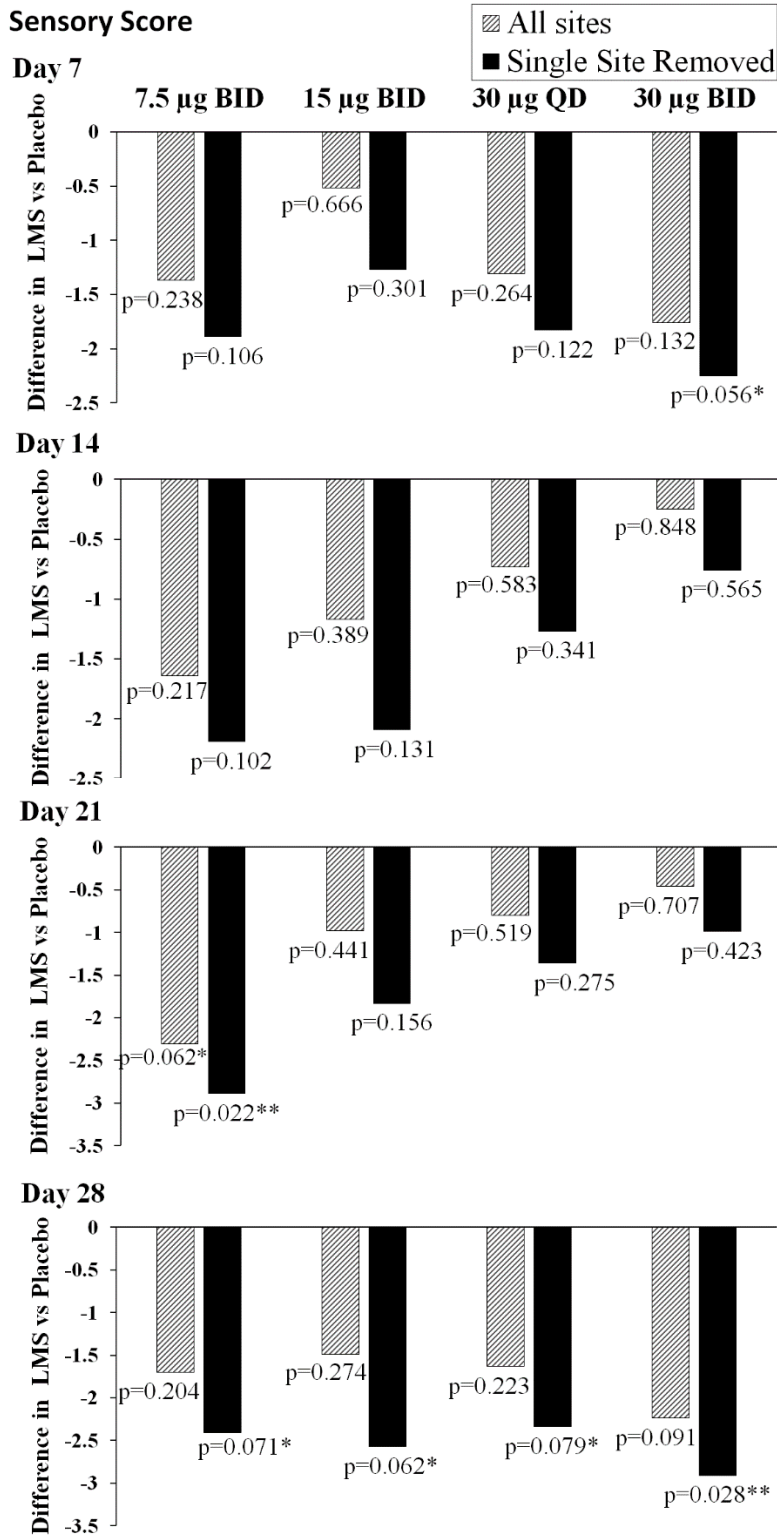 Sensory Score
All sites
Single Site Removed
Day 7
7.5 µg BID 15 µg BID 30 µg QD 30 µg BID
Difference in LMS vs Placebo
0
-0.5
-1
-1.5
-2
-2.5
p=0.238
p=0.106
p=0.666
p=0.301
p=0.264
p=0.122
p=0.132
p=0.056*
Day 14
Difference in LMS vs Placebo
0
-0.5
-1
-1.5
-2
-2.5
p=0.217
p=0.102
p=0.389
p=0.131
p=0.583
p=0.341
p=0.848
p=0.565
Day 21
Difference in LMS vs Placebo
0
-0.5
-1
-1.5
-2
-2.5
-3
-3.5
p=0.062*
p=0.022**
p=0.441
p=0.156
p=0.519
p=0.275
p=0.707
p=0.423
Day 28
Difference in LMS vs Placebo
0
-0.5
-1
-1.5
-2
-2.5
-3
-3.5
p=0.204
p=0.071*
p=0.274
p=0.062*
p=0.223
p=0.079*
p=0.091
p=0.028**